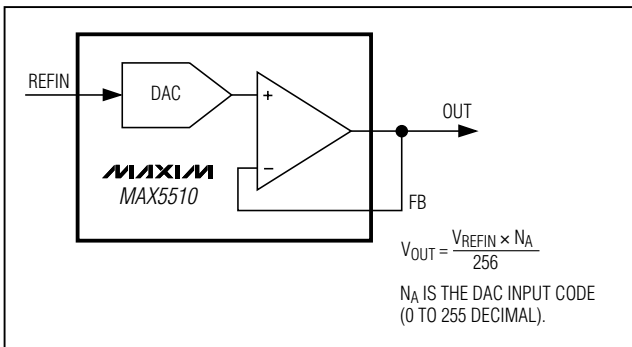 REFIN
DAC
+
−
OUT
MAXIM
MAX5510
FB
V_OUT = V_REFIN × N_A / 256
N_A IS THE DAC INPUT CODE
(0 TO 255 DECIMAL).